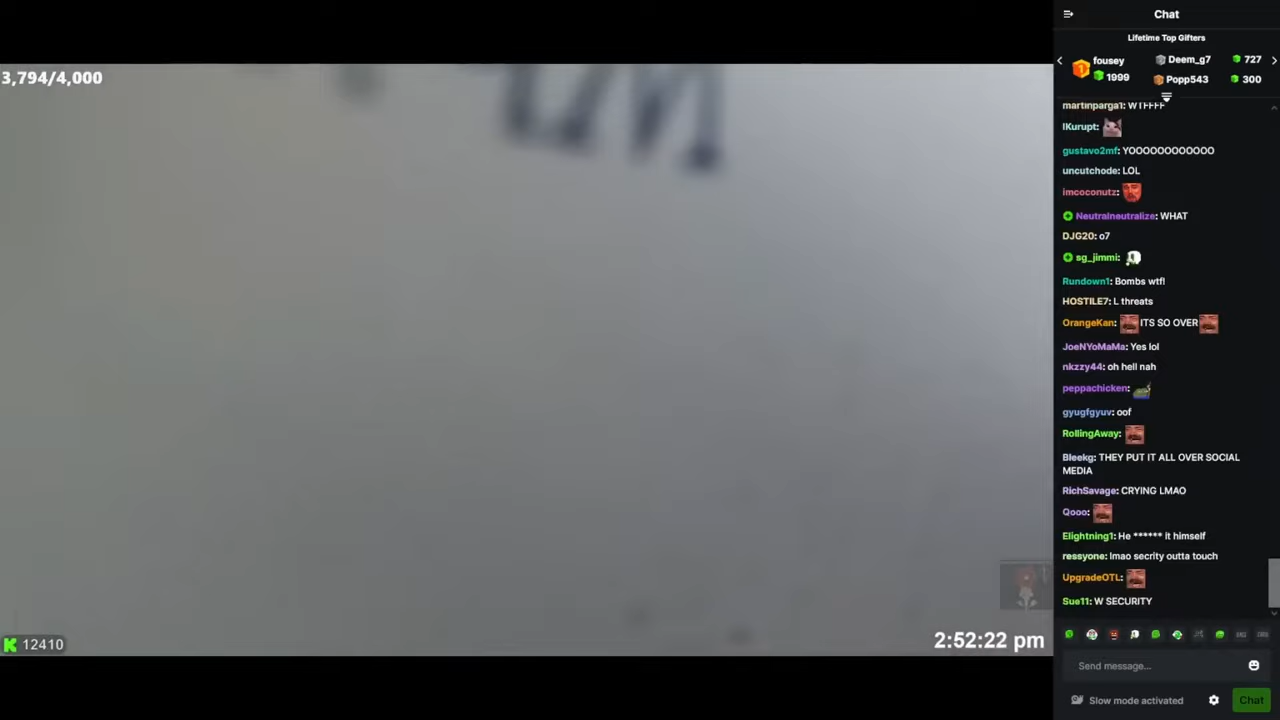 Chat
Lifetime Top Gifters
fousey
1999
Deem_g7 727
Popp543 300
3,794/4,000
martinparga1: WTFFFF
IKurupt:
gustavo2mf: YOOOOOOOOOOOO
uncutchode: LOL
imcoconutz:
Neutralneutralize: WHAT
DJG20: o7
sg_jimmi:
Rundown1: Bombs wtf!
HOSTILE7: L threats
OrangeKan: ITS SO OVER
JoeNYoMaMa: Yes lol
nkzzy44: oh hell nah
peppachicken:
gyugfgyuv: oof
RollingAway:
Bleekg: THEY PUT IT ALL OVER SOCIAL
MEDIA
RichSavage: CRYING LMAO
Qooo:
Elightning1: He ****** it himself
ressyone: lmao secrity outta touch
UpgradeOTL:
Sue11: W SECURITY
K 12410
2:52:22 pm
Send message...
Slow mode activated
Chat